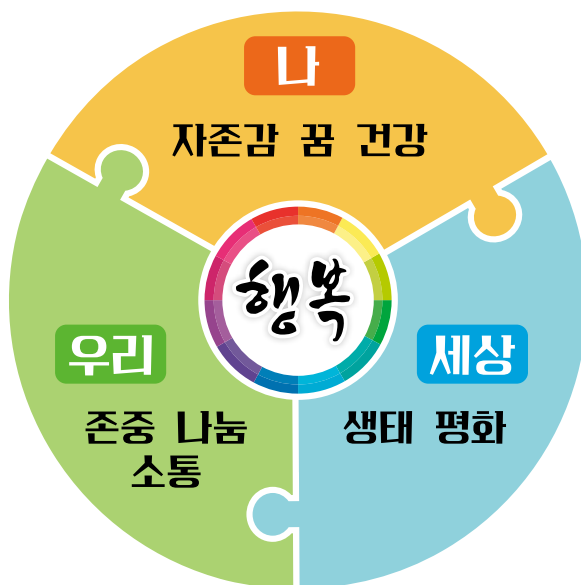 나
자존감 꿈 건강
행복
우리
존중 나눔
소통
세상
생태 평화